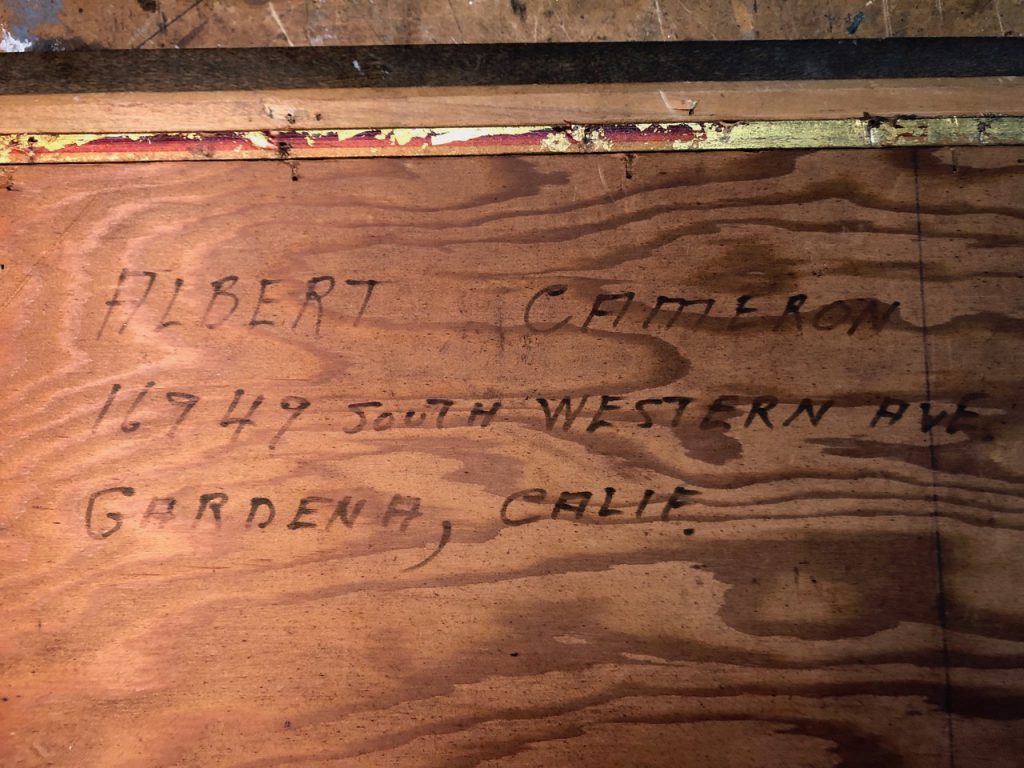 ALBERT CAMERON
16749 SOUTH WESTERN AVE.
GARDENA, CALIF.